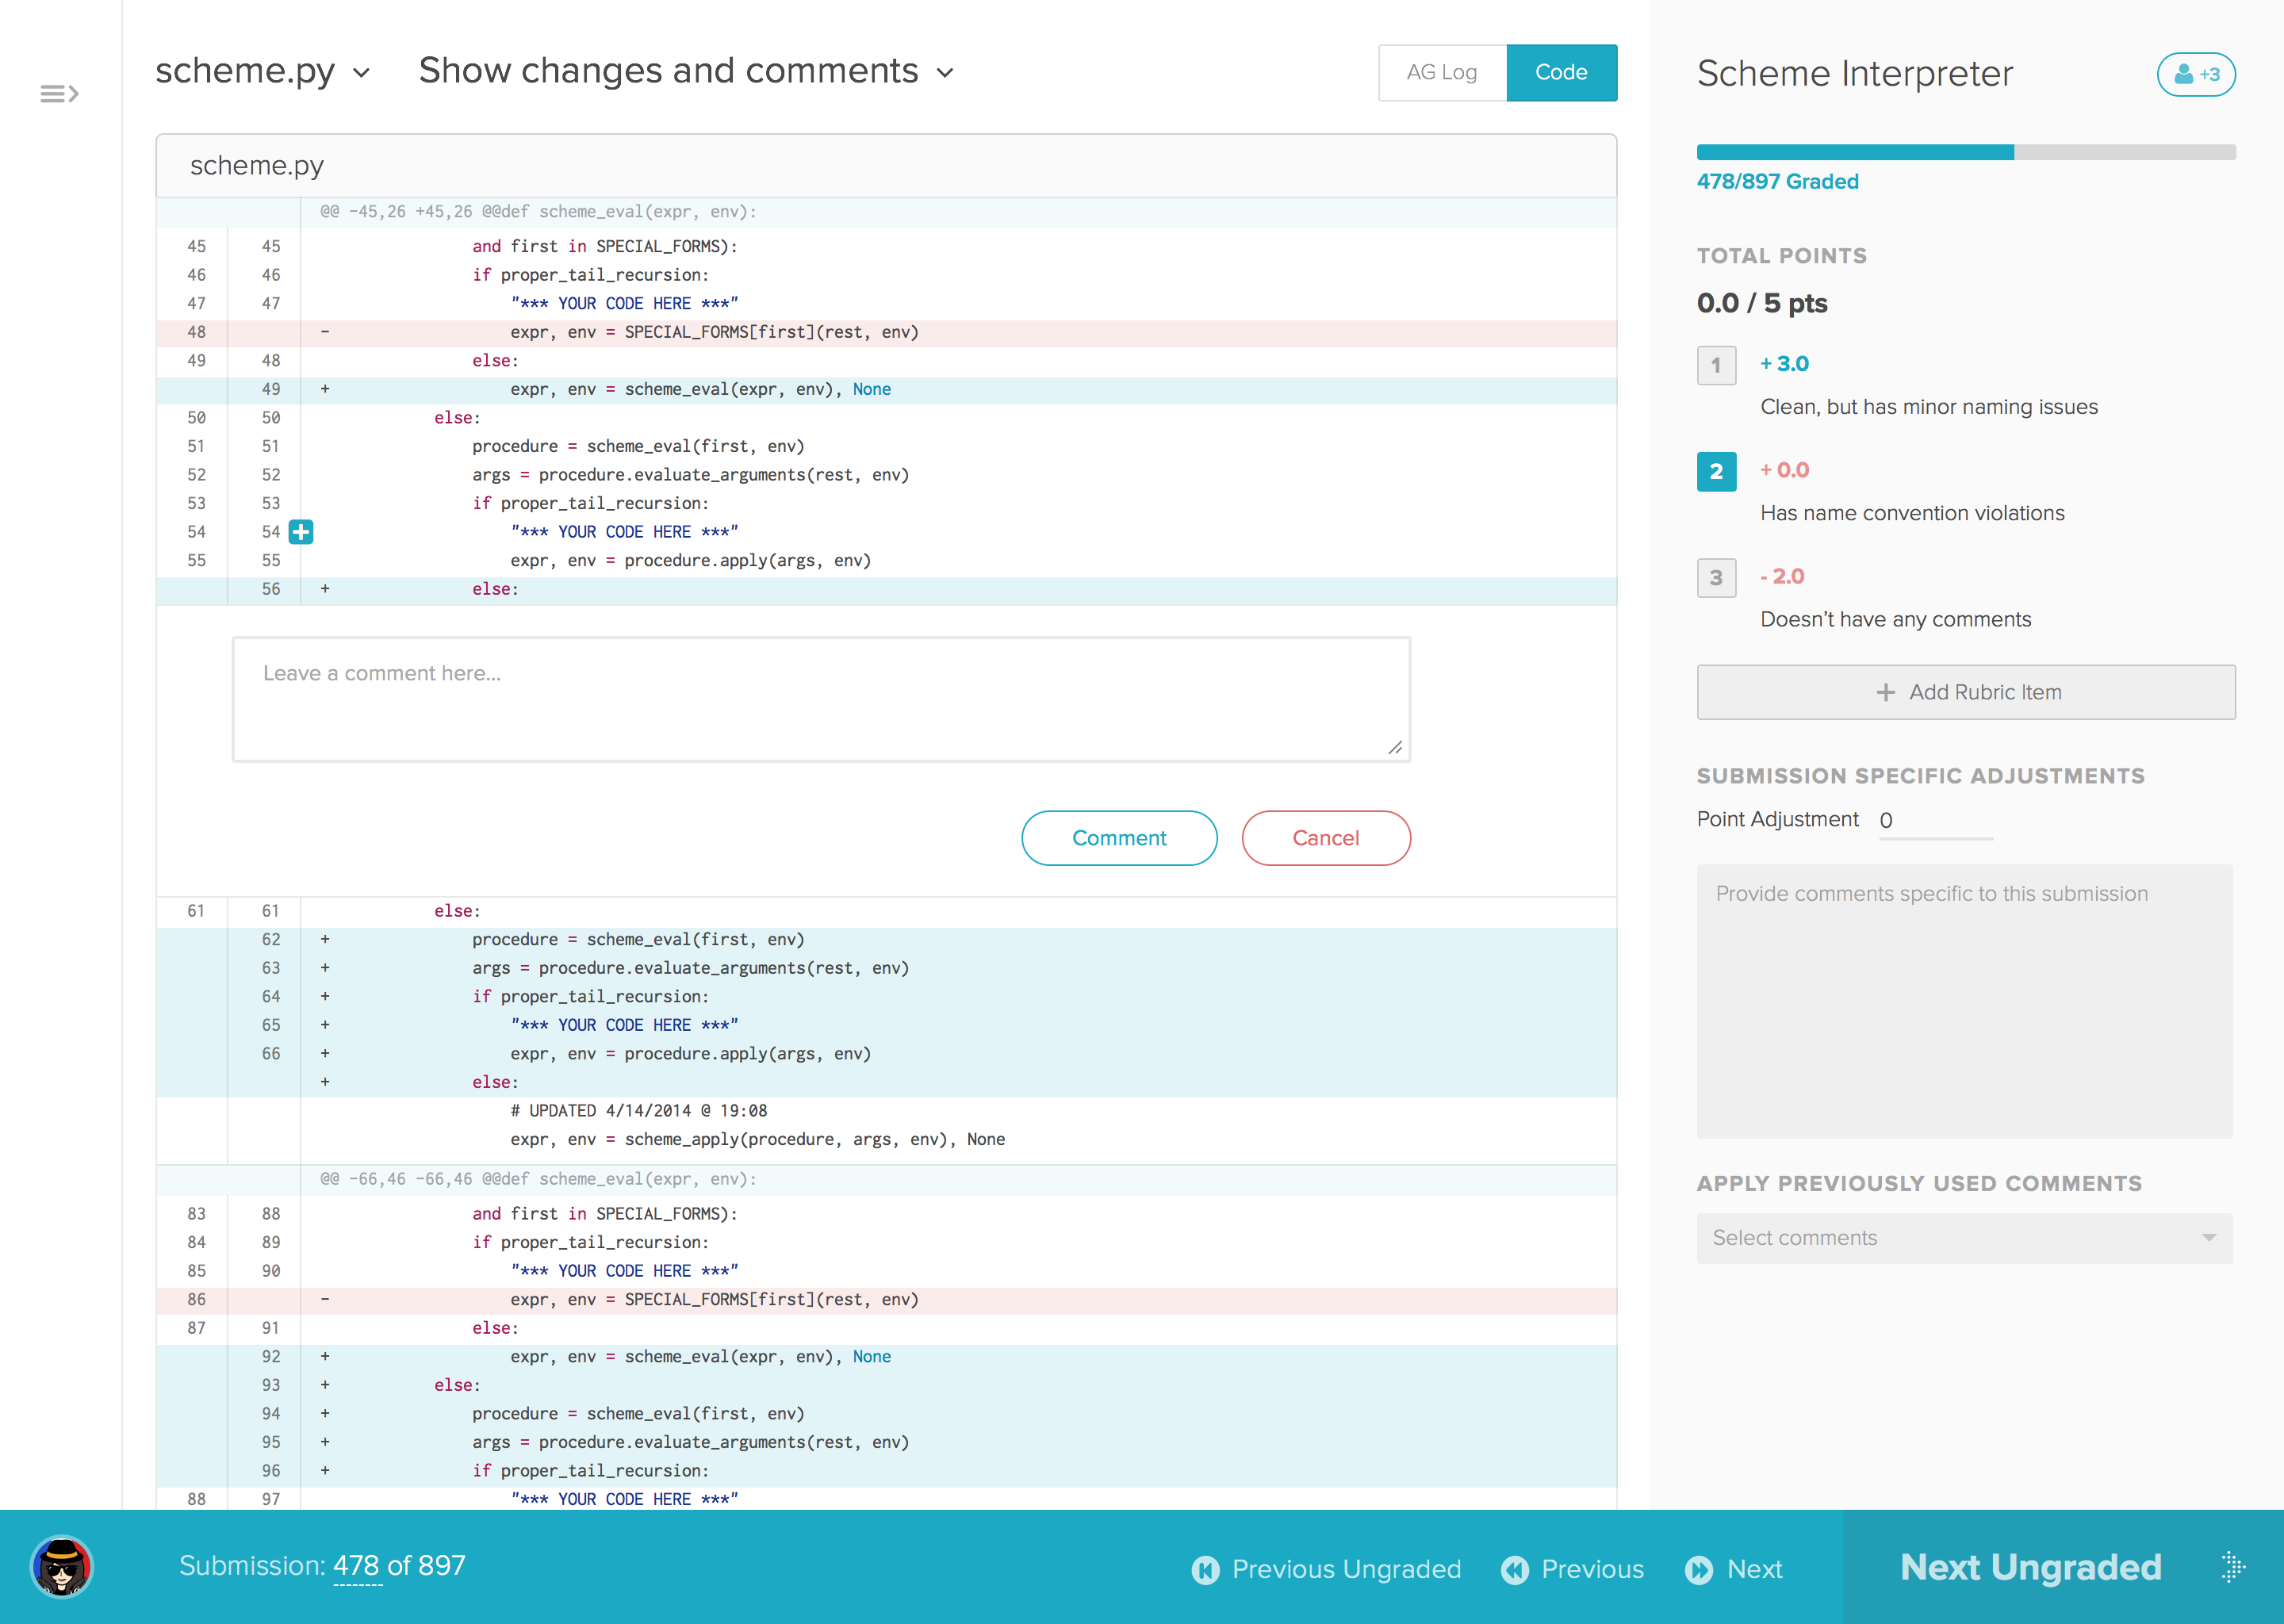 scheme.py Show changes and comments AG Log Code
scheme.py
@@ -45,26 +45,26 @@def scheme_eval(expr, env):
45 45 and first in SPECIAL_FORMS):
46 46 if proper_tail_recursion:
47 47 "*** YOUR CODE HERE ***"
48 - expr, env = SPECIAL_FORMS[first](rest, env)
49 48 else:
49 + expr, env = scheme_eval(expr, env), None
50 50 else:
51 51 procedure = scheme_eval(first, env)
52 52 args = procedure.evaluate_arguments(rest, env)
53 53 if proper_tail_recursion:
54 54 + "*** YOUR CODE HERE ***"
55 55 expr, env = procedure.apply(args, env)
56 + else:
Leave a comment here...
Comment Cancel
61 61 else:
62 + procedure = scheme_eval(first, env)
63 + args = procedure.evaluate_arguments(rest, env)
64 + if proper_tail_recursion:
65 + "*** YOUR CODE HERE ***"
66 + expr, env = procedure.apply(args, env)
+ else:
# UPDATED 4/14/2014 @ 19:08
expr, env = scheme_apply(procedure, args, env), None
@@ -66,46 -66,46 @@def scheme_eval(expr, env):
83 88 and first in SPECIAL_FORMS):
84 89 if proper_tail_recursion:
85 90 "*** YOUR CODE HERE ***"
86 - expr, env = SPECIAL_FORMS[first](rest, env)
87 91 else:
92 + expr, env = scheme_eval(expr, env), None
93 + else:
94 + procedure = scheme_eval(first, env)
95 + args = procedure.evaluate_arguments(rest, env)
96 + if proper_tail_recursion:
88 97 "*** YOUR CODE HERE ***"
Scheme Interpreter +3
478/897 Graded
TOTAL POINTS
0.0 / 5 pts
1 + 3.0
Clean, but has minor naming issues
2 + 0.0
Has name convention violations
3 - 2.0
Doesn't have any comments
+ Add Rubric Item
SUBMISSION SPECIFIC ADJUSTMENTS
Point Adjustment 0
Provide comments specific to this submission
APPLY PREVIOUSLY USED COMMENTS
Select comments
Submission: 478 of 897 Previous Ungraded Previous Next Next Ungraded